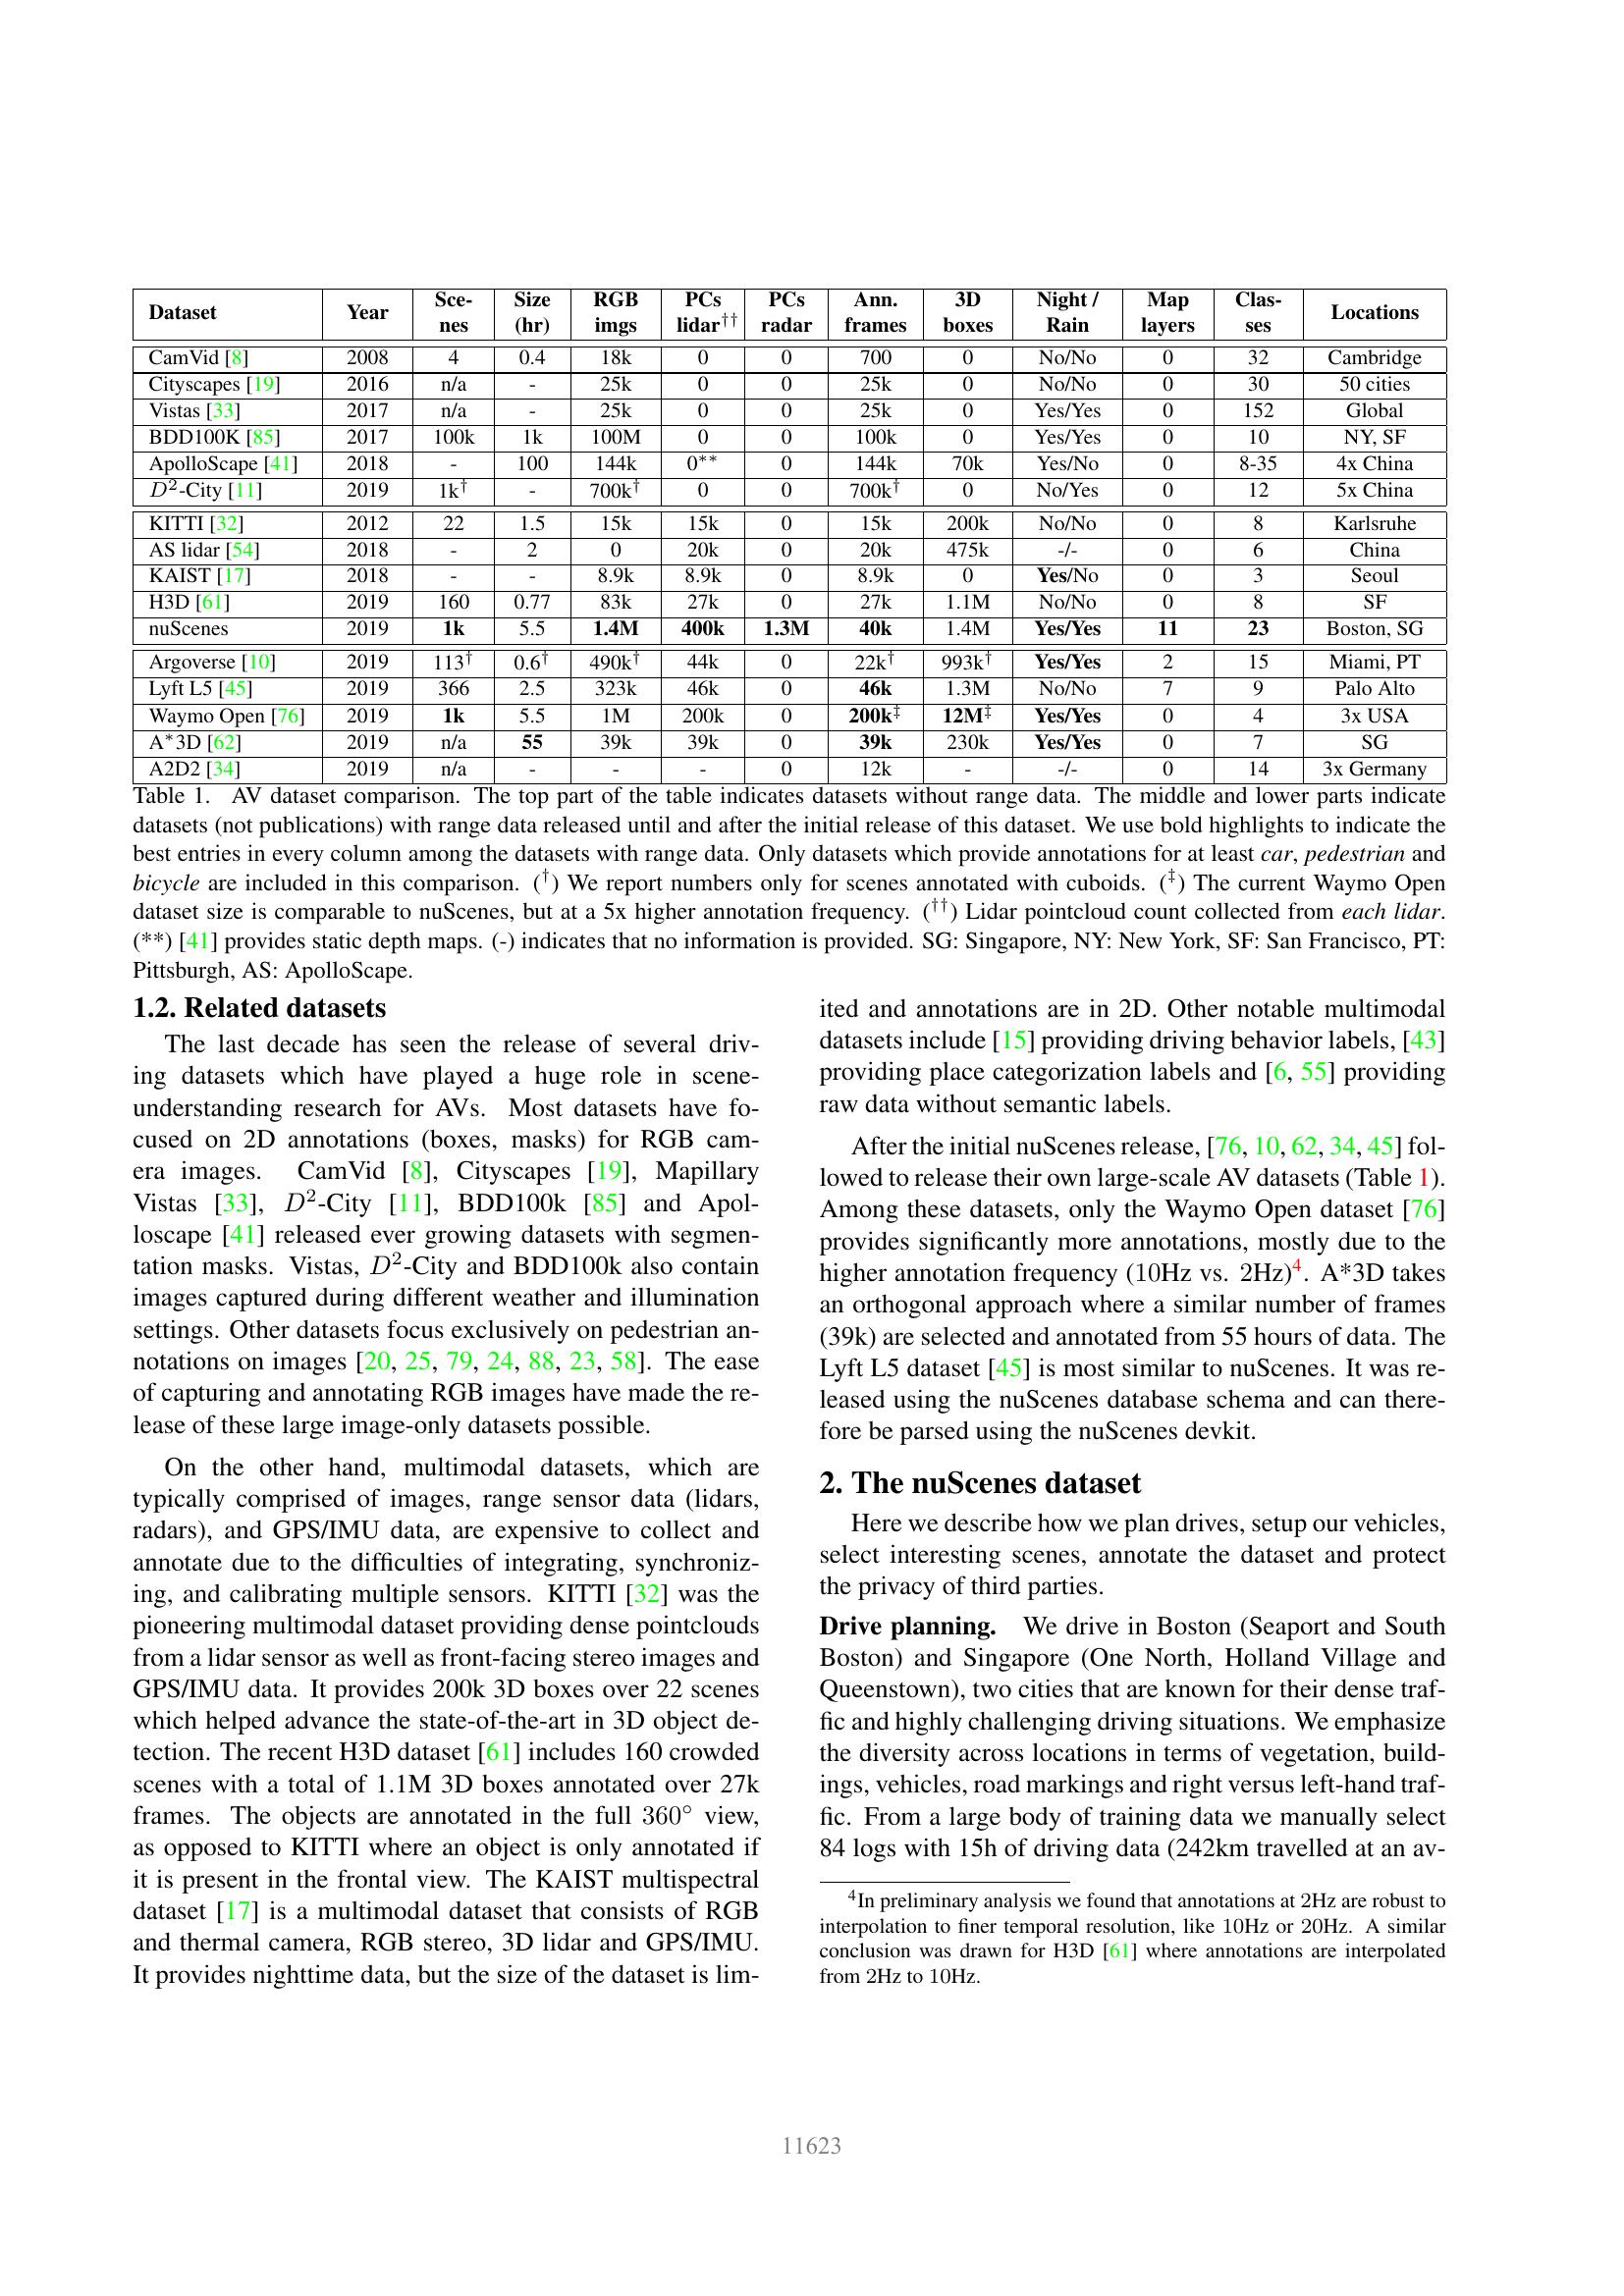 Dataset Year Sce- nes Size (hr) RGB imgs PCs lidar†† PCs radar Ann. frames 3D boxes Night / Rain Map layers Clas- ses Locations
CamVid [8] 2008 4 0.4 18k 0 0 700 0 No/No 0 32 Cambridge
Cityscapes [19] 2016 n/a - 25k 0 0 25k 0 No/No 0 30 50 cities
Vistas [33] 2017 n/a - 25k 0 0 25k 0 Yes/Yes 0 152 Global
BDD100K [85] 2017 100k 1k 100M 0 0 100k 0 Yes/Yes 0 10 NY, SF
ApolloScape [41] 2018 - 100 144k 0** 0 144k 70k Yes/No 0 8-35 4x China
D²-City [11] 2019 1k† - 700k† 0 0 700k† 0 No/Yes 0 12 5x China
KITTI [32] 2012 22 1.5 15k 15k 0 15k 200k No/No 0 8 Karlsruhe
AS lidar [54] 2018 - 2 0 20k 0 20k 475k -/- 0 6 China
KAIST [17] 2018 - - 8.9k 8.9k 0 8.9k 0 Yes/No 0 3 Seoul
H3D [61] 2019 160 0.77 83k 27k 0 27k 1.1M No/No 0 8 SF
nuScenes 2019 1k 5.5 1.4M 400k 1.3M 40k 1.4M Yes/Yes 11 23 Boston, SG
Argoverse [10] 2019 113† 0.6† 490k† 44k 0 22k† 993k† Yes/Yes 2 15 Miami, PT
Lyft L5 [45] 2019 366 2.5 323k 46k 0 46k 1.3M No/No 7 9 Palo Alto
Waymo Open [76] 2019 1k 5.5 1M 200k 0 200k‡ 12M‡ Yes/Yes 0 4 3x USA
A*3D [62] 2019 n/a 55 39k 39k 0 39k 230k Yes/Yes 0 7 SG
A2D2 [34] 2019 n/a - - - 0 12k - -/- 0 14 3x Germany
Table 1. AV dataset comparison. The top part of the table indicates datasets without range data. The middle and lower parts indicate
datasets (not publications) with range data released until and after the initial release of this dataset. We use bold highlights to indicate the
best entries in every column among the datasets with range data. Only datasets which provide annotations for at least car, pedestrian and
bicycle are included in this comparison. (†) We report numbers only for scenes annotated with cuboids. (‡) The current Waymo Open
dataset size is comparable to nuScenes, but at a 5x higher annotation frequency. (††) Lidar pointcloud count collected from each lidar.
(**) [41] provides static depth maps. (-) indicates that no information is provided. SG: Singapore, NY: New York, SF: San Francisco, PT:
Pittsburgh, AS: ApolloScape.
1.2. Related datasets
The last decade has seen the release of several driv-
ing datasets which have played a huge role in scene-
understanding research for AVs. Most datasets have fo-
cused on 2D annotations (boxes, masks) for RGB cam-
era images. CamVid [8], Cityscapes [19], Mapillary
Vistas [33], D²-City [11], BDD100k [85] and Apol-
loscape [41] released ever growing datasets with segmen-
tation masks. Vistas, D²-City and BDD100k also contain
images captured during different weather and illumination
settings. Other datasets focus exclusively on pedestrian an-
notations on images [20, 25, 79, 24, 88, 23, 58]. The ease
of capturing and annotating RGB images have made the re-
lease of these large image-only datasets possible.
On the other hand, multimodal datasets, which are
typically comprised of images, range sensor data (lidars,
radars), and GPS/IMU data, are expensive to collect and
annotate due to the difficulties of integrating, synchroniz-
ing, and calibrating multiple sensors. KITTI [32] was the
pioneering multimodal dataset providing dense pointclouds
from a lidar sensor as well as front-facing stereo images and
GPS/IMU data. It provides 200k 3D boxes over 22 scenes
which helped advance the state-of-the-art in 3D object de-
tection. The recent H3D dataset [61] includes 160 crowded
scenes with a total of 1.1M 3D boxes annotated over 27k
frames. The objects are annotated in the full 360° view,
as opposed to KITTI where an object is only annotated if
it is present in the frontal view. The KAIST multispectral
dataset [17] is a multimodal dataset that consists of RGB
and thermal camera, RGB stereo, 3D lidar and GPS/IMU.
It provides nighttime data, but the size of the dataset is lim-
ited and annotations are in 2D. Other notable multimodal
datasets include [15] providing driving behavior labels, [43]
providing place categorization labels and [6, 55] providing
raw data without semantic labels.
After the initial nuScenes release, [76, 10, 62, 34, 45] fol-
lowed to release their own large-scale AV datasets (Table 1).
Among these datasets, only the Waymo Open dataset [76]
provides significantly more annotations, mostly due to the
higher annotation frequency (10Hz vs. 2Hz)⁴. A*3D takes
an orthogonal approach where a similar number of frames
(39k) are selected and annotated from 55 hours of data. The
Lyft L5 dataset [45] is most similar to nuScenes. It was re-
leased using the nuScenes database schema and can there-
fore be parsed using the nuScenes devkit.
2. The nuScenes dataset
Here we describe how we plan drives, setup our vehicles,
select interesting scenes, annotate the dataset and protect
the privacy of third parties.
Drive planning. We drive in Boston (Seaport and South
Boston) and Singapore (One North, Holland Village and
Queenstown), two cities that are known for their dense traf-
fic and highly challenging driving situations. We emphasize
the diversity across locations in terms of vegetation, build-
ings, vehicles, road markings and right versus left-hand traf-
fic. From a large body of training data we manually select
84 logs with 15h of driving data (242km travelled at an av-
⁴In preliminary analysis we found that annotations at 2Hz are robust to
interpolation to finer temporal resolution, like 10Hz or 20Hz. A similar
conclusion was drawn for H3D [61] where annotations are interpolated
from 2Hz to 10Hz.
11623